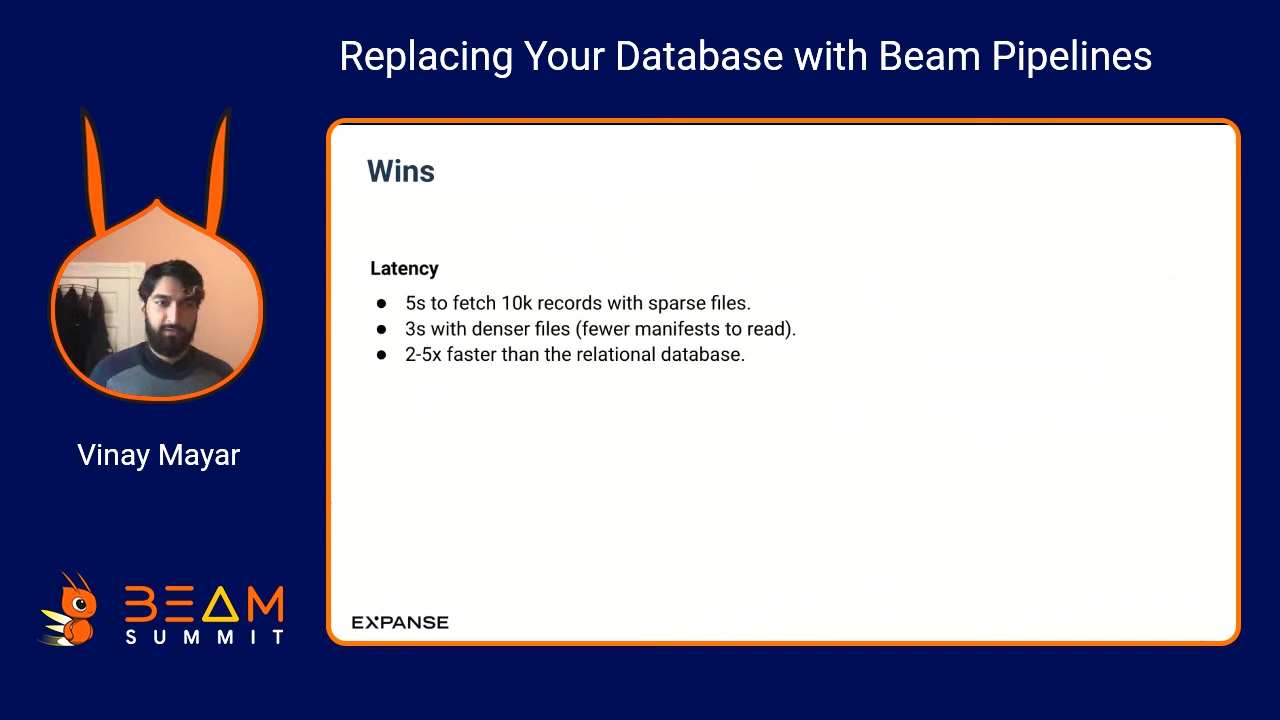 Replacing Your Database with Beam Pipelines
Wins
Latency
● 5s to fetch 10k records with sparse files.
● 3s with denser files (fewer manifests to read).
● 2-5x faster than the relational database.
EXPANSE
Vinay Mayar
BEAM
SUMMIT